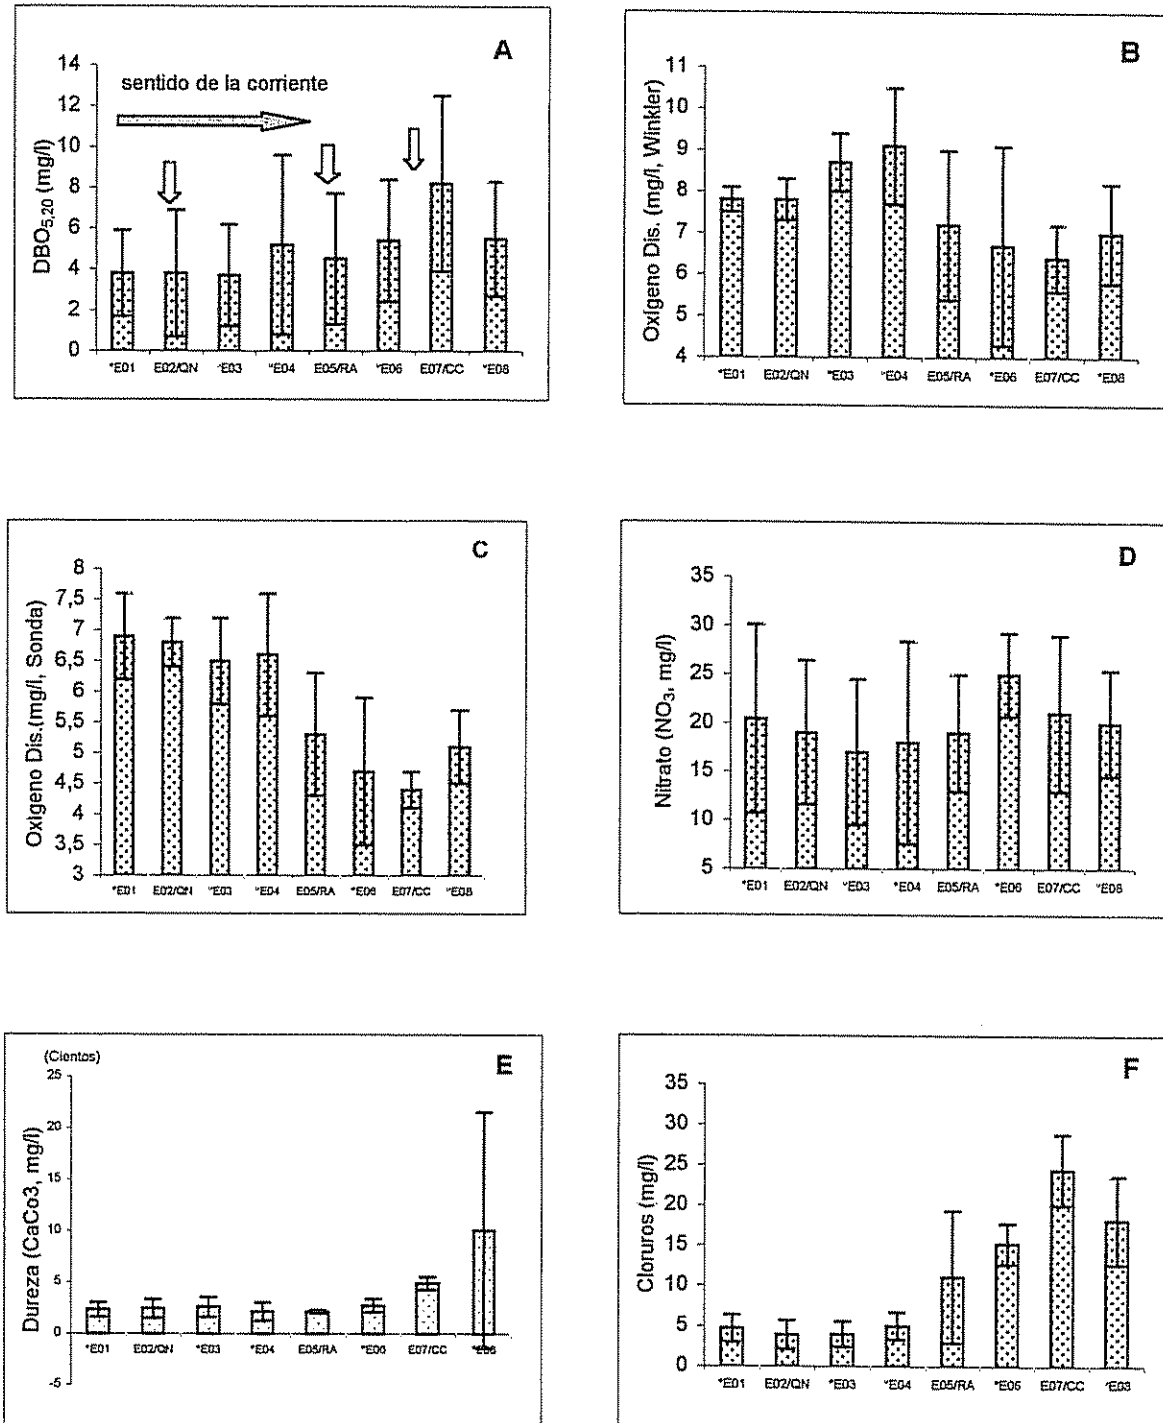 A
DBO5,20 (mg/l)
14
12
10
8
6
4
2
0
sentido de la corriente
*E01 E02/QN *E03 *E04 E05/RA *E06 E07/CC *E08
B
Oxígeno Dis. (mg/l, Winkler)
11
10
9
8
7
6
5
4
*E01 E02/QN *E03 *E04 E05/RA *E06 E07/CC *E08
C
Oxigeno Dis.(mg/l, Sonda)
8
7,5
7
6,5
6
5,5
5
4,5
4
3,5
3
*E01 E02/QN *E03 *E04 E05/RA *E06 E07/CC *E08
D
Nitrato (NO3, mg/l)
35
30
25
20
15
10
5
*E01 E02/QN *E03 *E04 E05/RA *E06 E07/CC *E08
E
(Cientos)
Dureza (CaCo3, mg/l)
25
20
15
10
5
0
-5
*E01 E02/QN *E03 *E04 E05/RA *E06 E07/CC *E08
F
Cloruros (mg/l)
35
30
25
20
15
10
5
0
*E01 E02/QN *E03 *E04 E05/RA *E06 E07/CC *E08